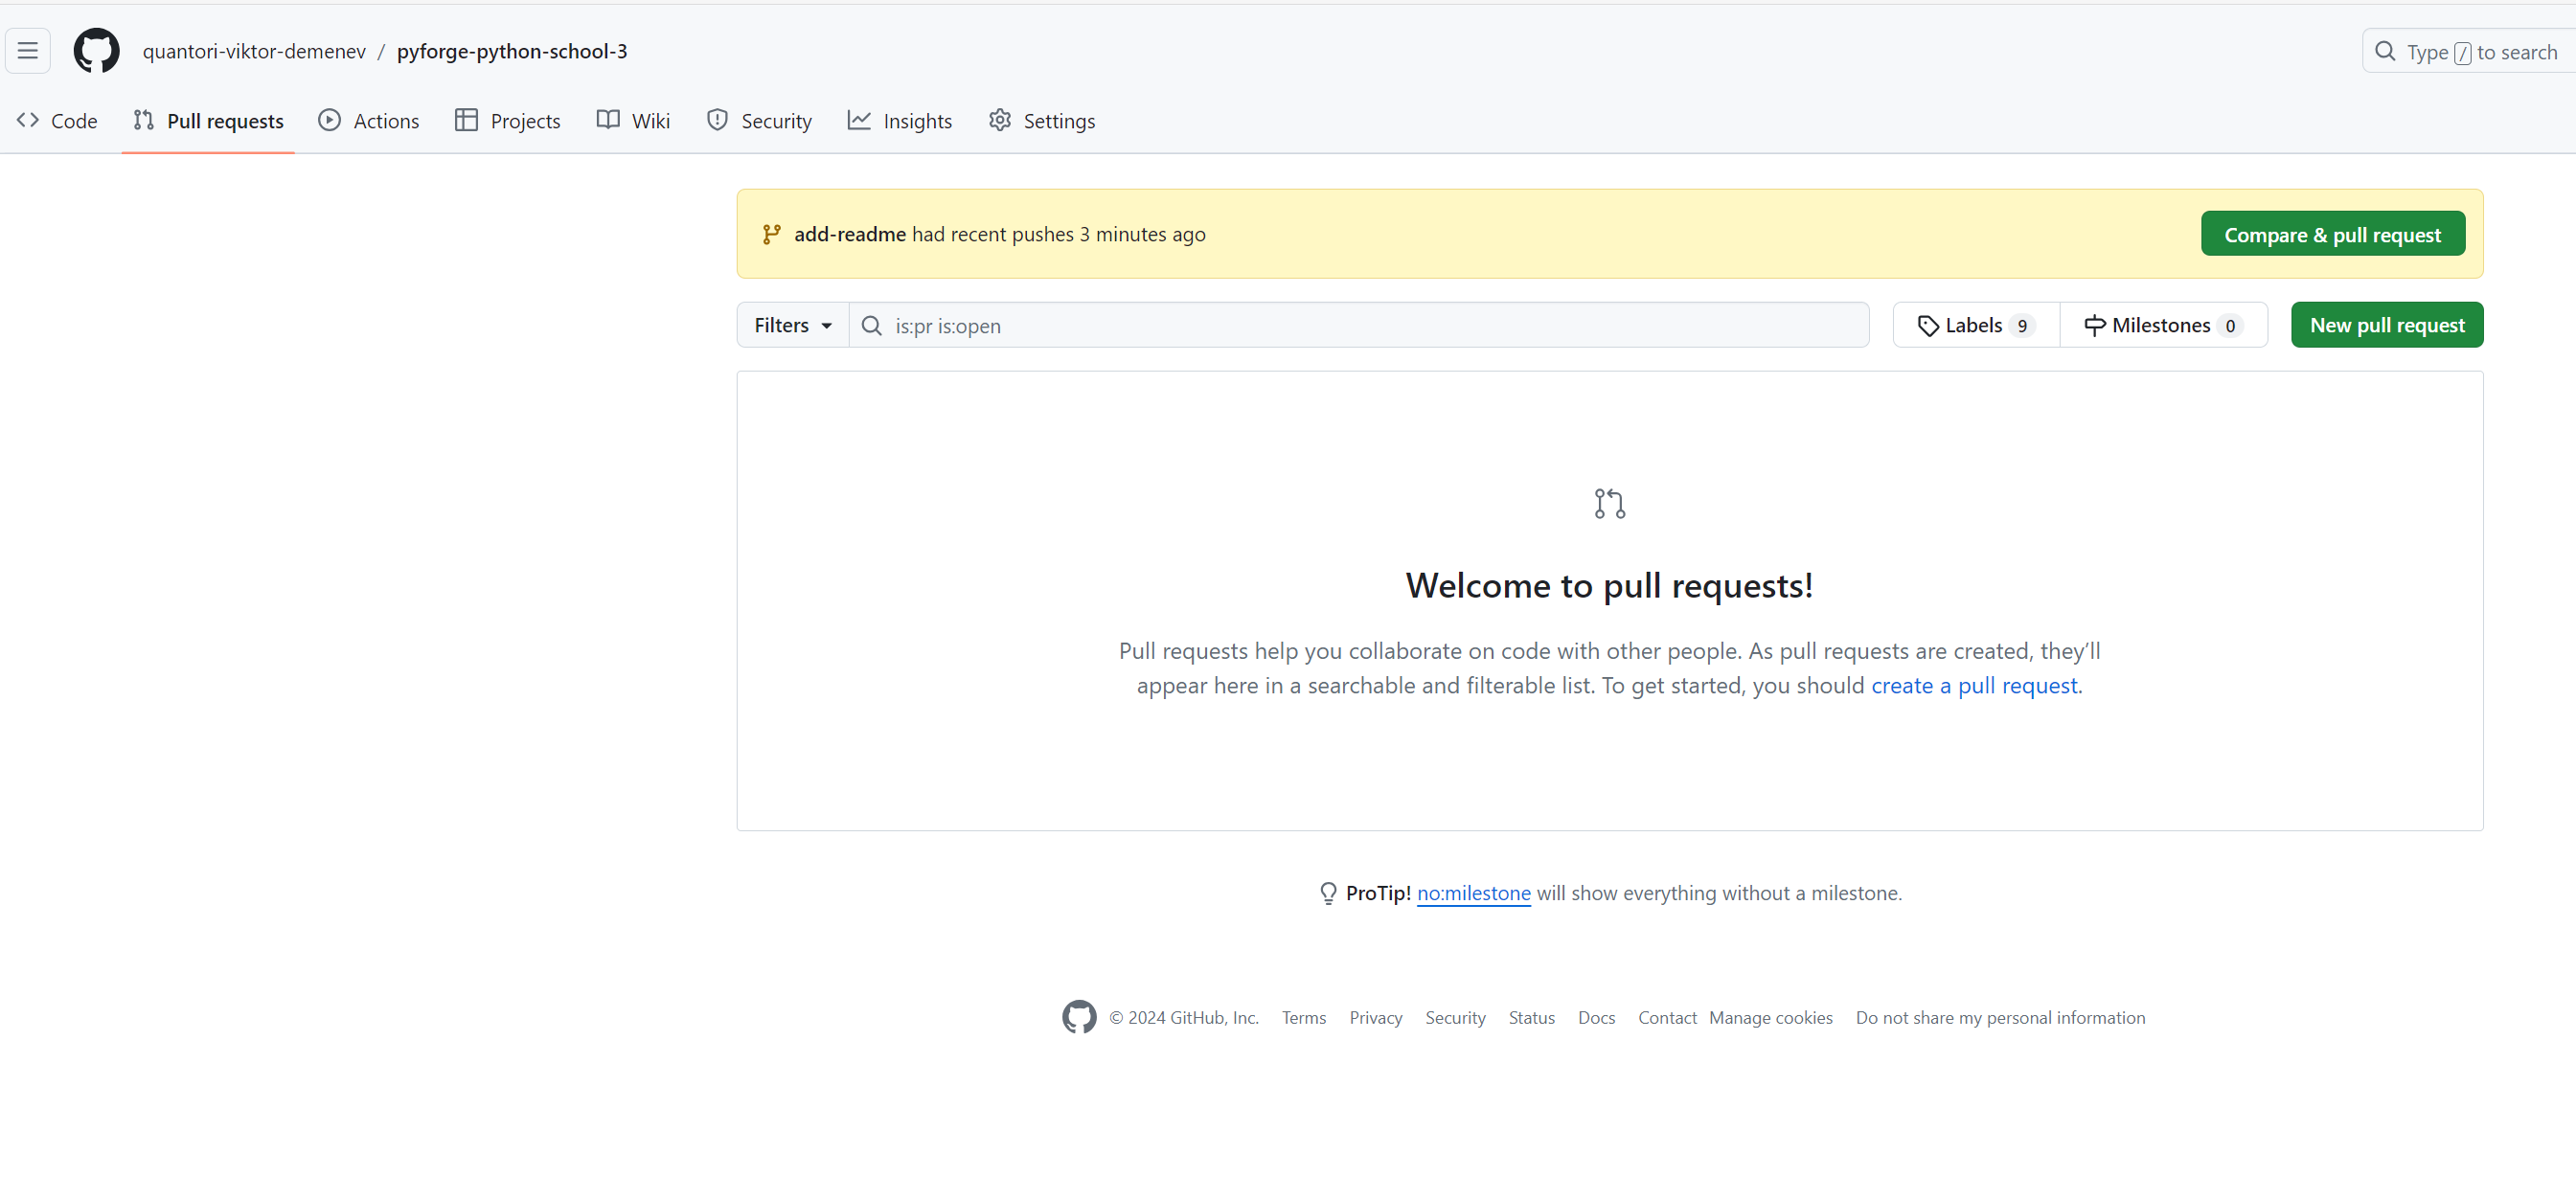 quantori-viktor-demenev / pyforge-python-school-3
Type / to search
Code Pull requests Actions Projects Wiki Security Insights Settings
add-readme had recent pushes 3 minutes ago
Compare & pull request
Filters is:pr is:open Labels 9 Milestones 0 New pull request
Welcome to pull requests!
Pull requests help you collaborate on code with other people. As pull requests are created, they’ll
appear here in a searchable and filterable list. To get started, you should create a pull request.
ProTip! no:milestone will show everything without a milestone.
© 2024 GitHub, Inc. Terms Privacy Security Status Docs Contact Manage cookies Do not share my personal information